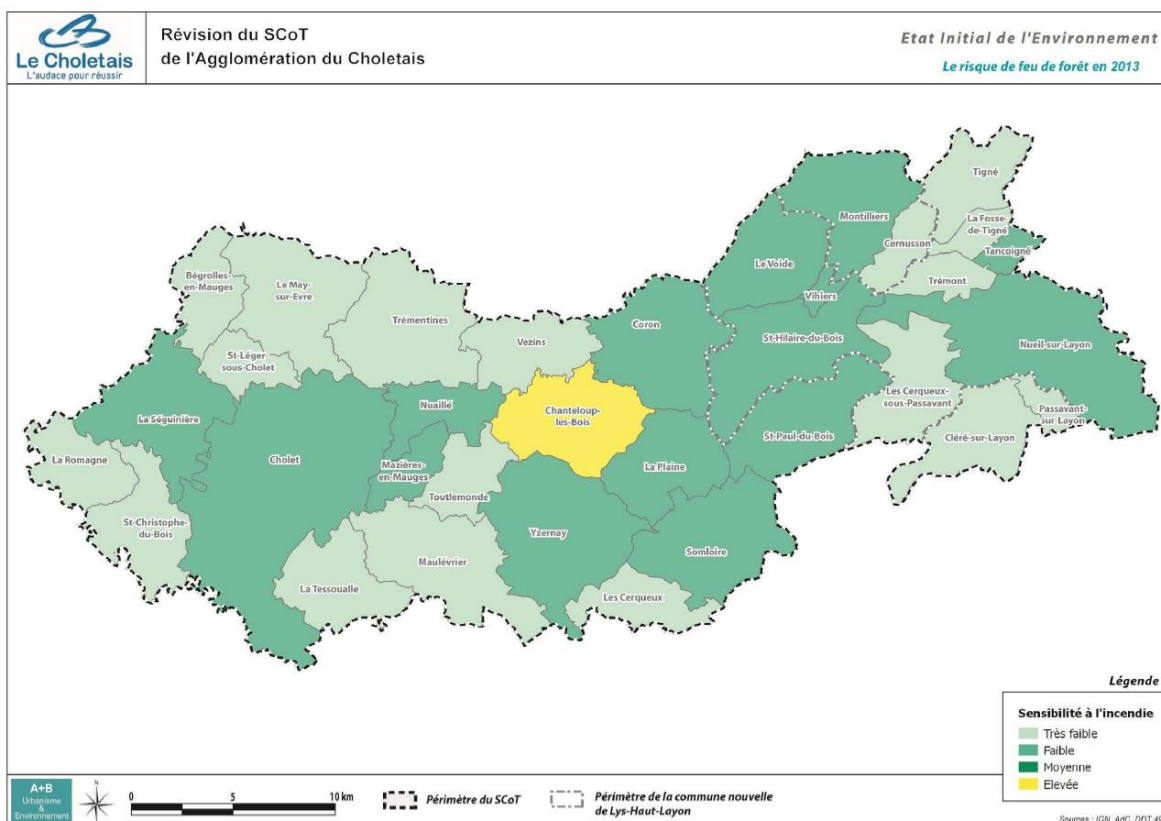 Le Choletais
L'audace pour réussir
Révision du SCoT
de l'Agglomération du Choletais
Etat Initial de l'Environnement
Le risque de feu de forêt en 2013
Tigné
Montilliers
La Fosse-
de-Tigné
Cernusson
Tancoigné
Le Voide
Bégrolles-
en-Mauges
Le May-
sur-Evre
Trémont
Vihiers
Trémentines
Coron
St-Hilaire-du-Bois
Vezins
Nueil-sur-Layon
St-Léger-
sous-Cholet
Les Cerqueux-
sous-Passavant
Nuaillé
Chanteloup-
les-Bois
Passavant-
sur-Layon
La Séguinière
St-Paul-du-Bois
Cléré-sur-Layon
La Romagne
Cholet
Mazières-
en-Mauges
La Plaine
Toutlemonde
St-Christophe-
du-Bois
Yzernay
Somloire
Maulévrier
La Tessoualle
Les Cerqueux
Légende
Sensibilité à l'incendie
Très faible
Faible
Moyenne
Elevée
A+B
Urbanisme
&
Environnement
N
0 5 10 km
Périmètre du SCoT
Périmètre de la commune nouvelle
de Lys-Haut-Layon
Sources : IGN, AdC, DDT 49